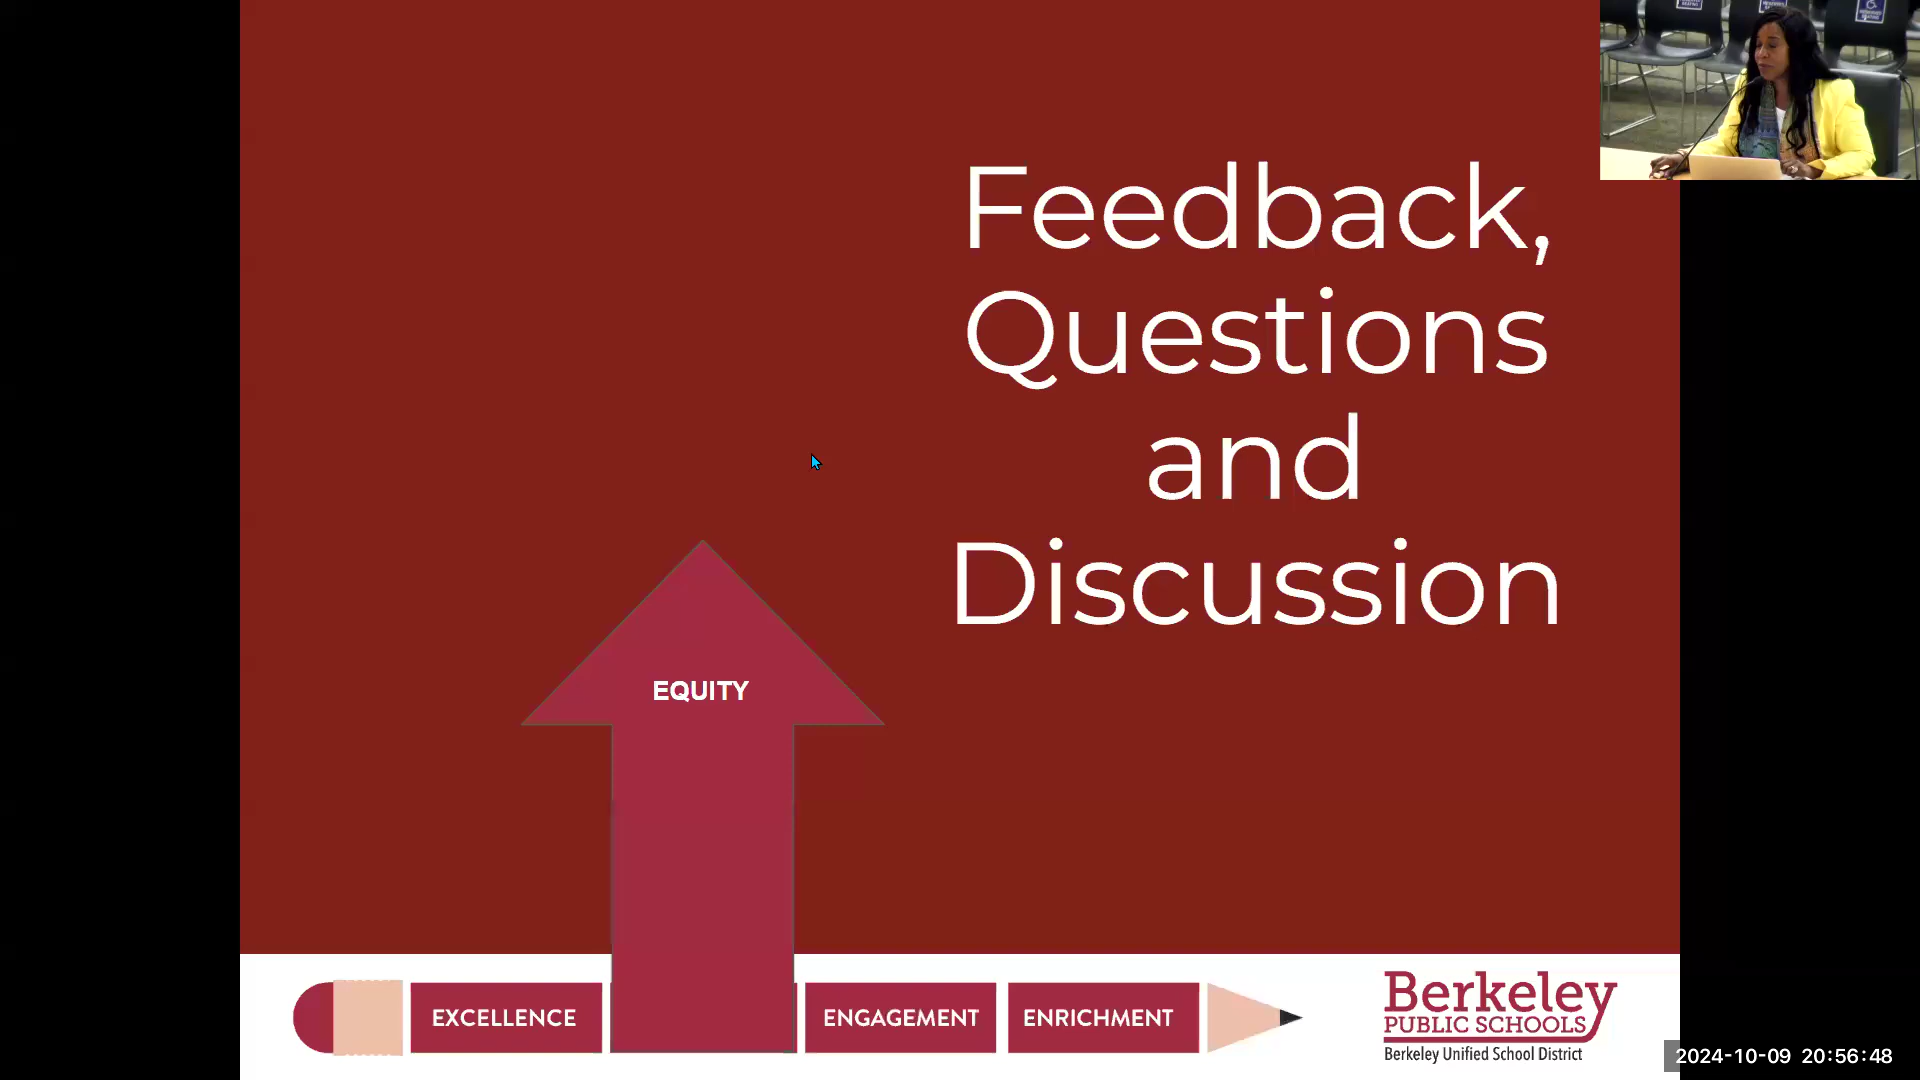 Feedback,
Questions
and
Discussion
EQUITY
EXCELLENCE
ENGAGEMENT
ENRICHMENT
Berkeley
PUBLIC SCHOOLS
Berkeley Unified School District
2024-10-09 20:56:48